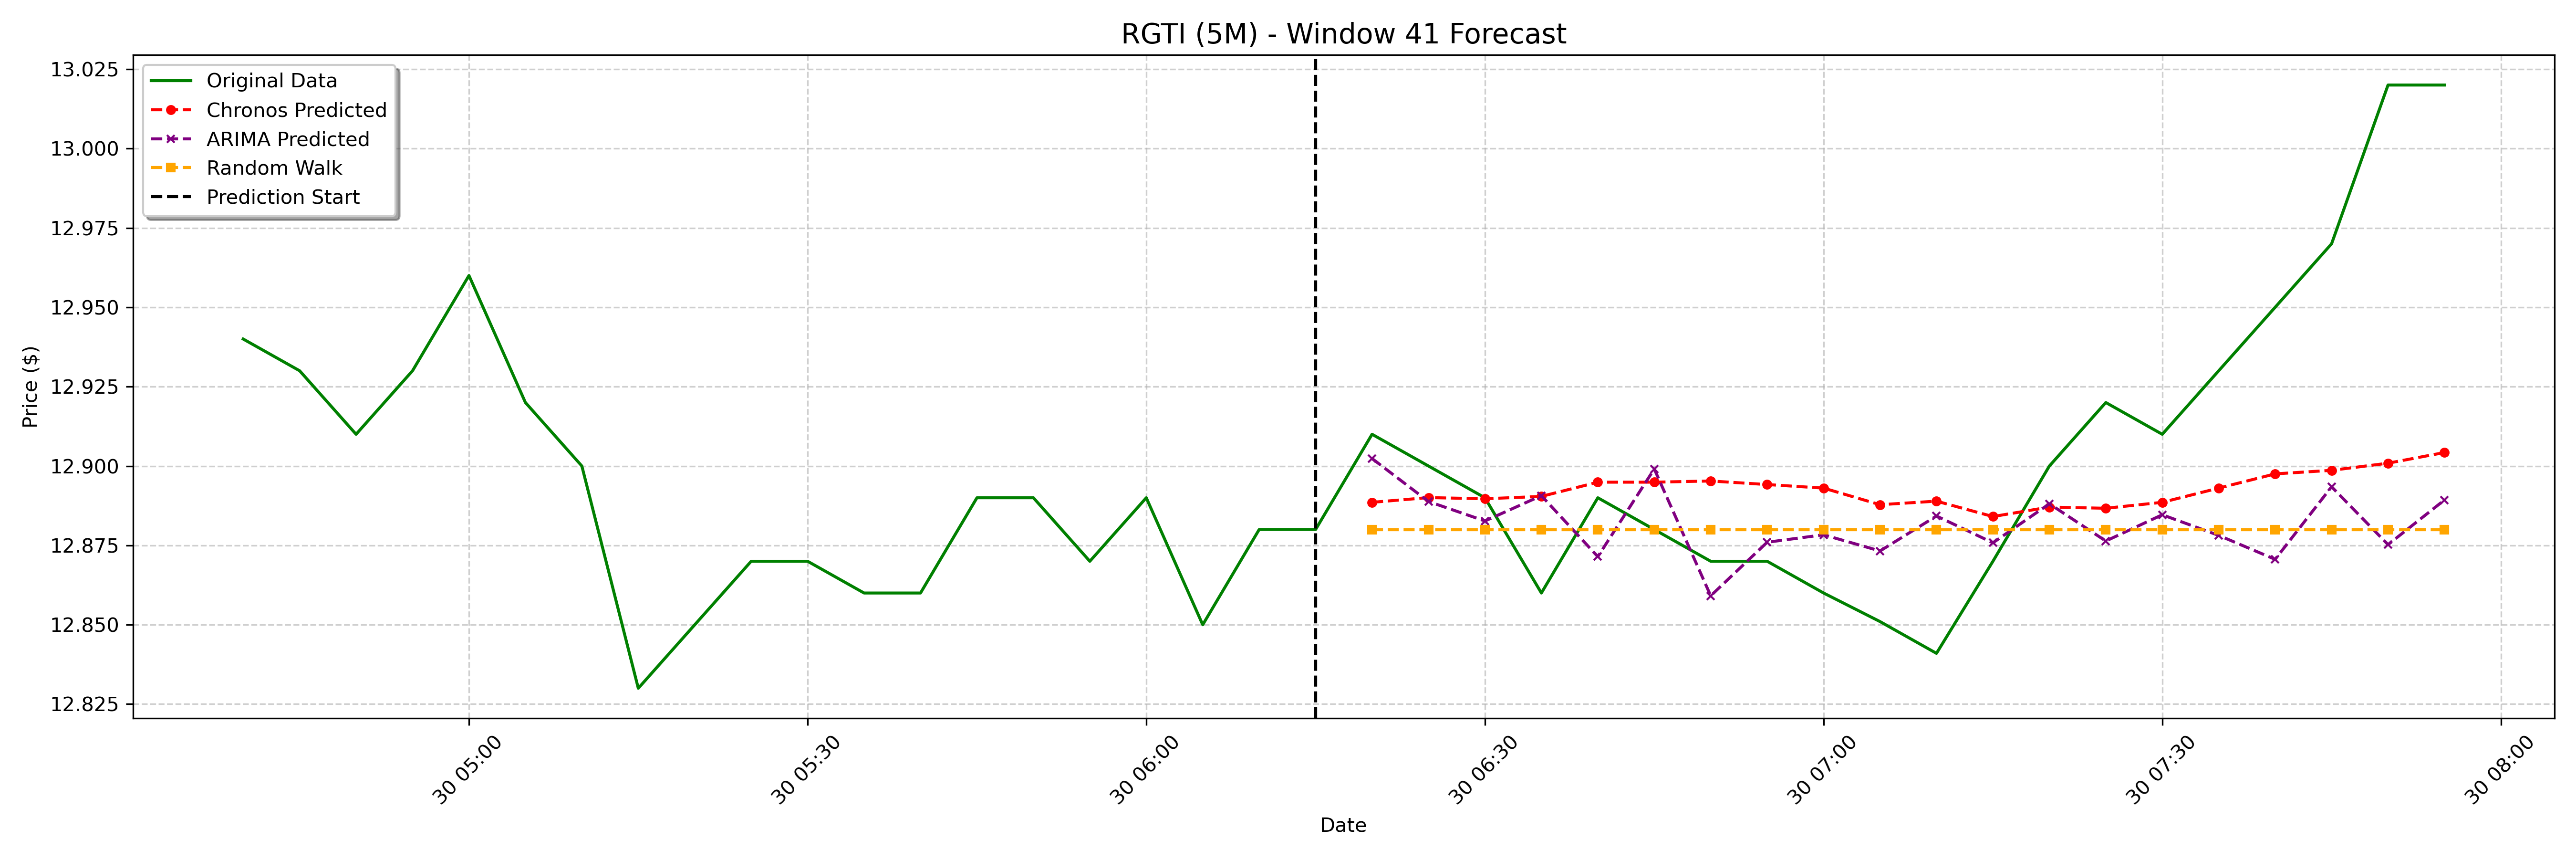 RGTI (5M) - Window 41 Forecast
Original Data
Chronos Predicted
ARIMA Predicted
Random Walk
Prediction Start
Price ($)
13.025
13.000
12.975
12.950
12.925
12.900
12.875
12.850
12.825
30 05:00
30 05:30
30 06:00
30 06:30
30 07:00
30 07:30
30 08:00
Date